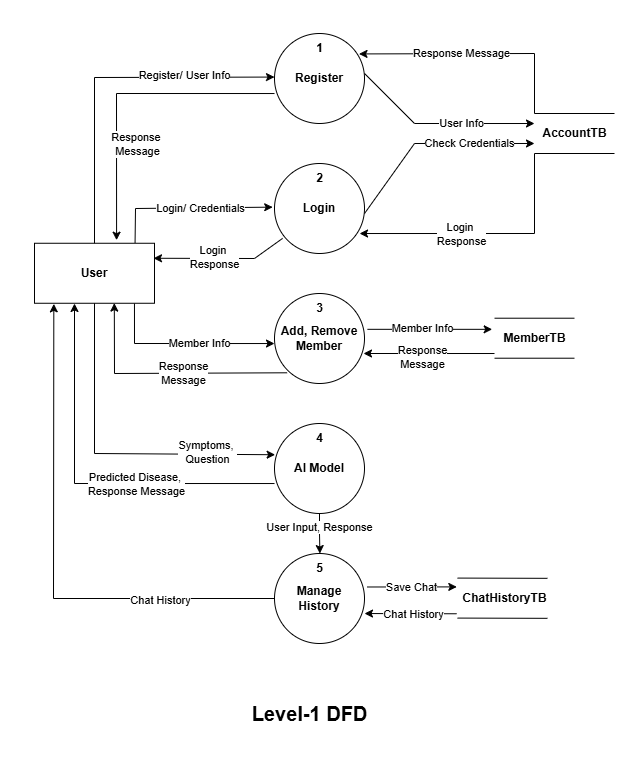 1
Register
Response Message
Register/ User Info
User Info
Response
Message
AccountTB
Check Credentials
2
Login
Login/ Credentials
Login
Response
Login
Response
User
3
Add, Remove
Member
Member Info
Member Info
MemberTB
Response
Message
Response
Message
4
AI Model
Symptoms,
Question
Predicted Disease,
Response Message
User Input, Response
5
Manage
History
Save Chat
ChatHistoryTB
Chat History
Chat History
Level-1 DFD